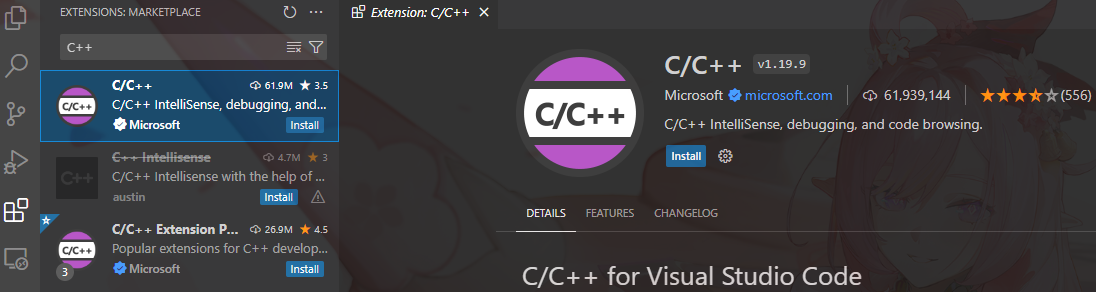 EXTENSIONS: MARKETPLACE
C++
C/C++ 61.9M 3.5
C/C++ IntelliSense, debugging, and...
Microsoft Install
C++ Intellisense 4.7M 3
C/C++ Intellisense with the help of ...
austin Install
C/C++ Extension P... 26.9M 4.5
Popular extensions for C++ develop...
3 Microsoft Install
Extension: C/C++
C/C++ v1.19.9
Microsoft microsoft.com 61,939,144 (556)
C/C++ IntelliSense, debugging, and code browsing.
Install
DETAILS FEATURES CHANGELOG
C/C++ for Visual Studio Code
C/C++
C/C++
C++
C/C++